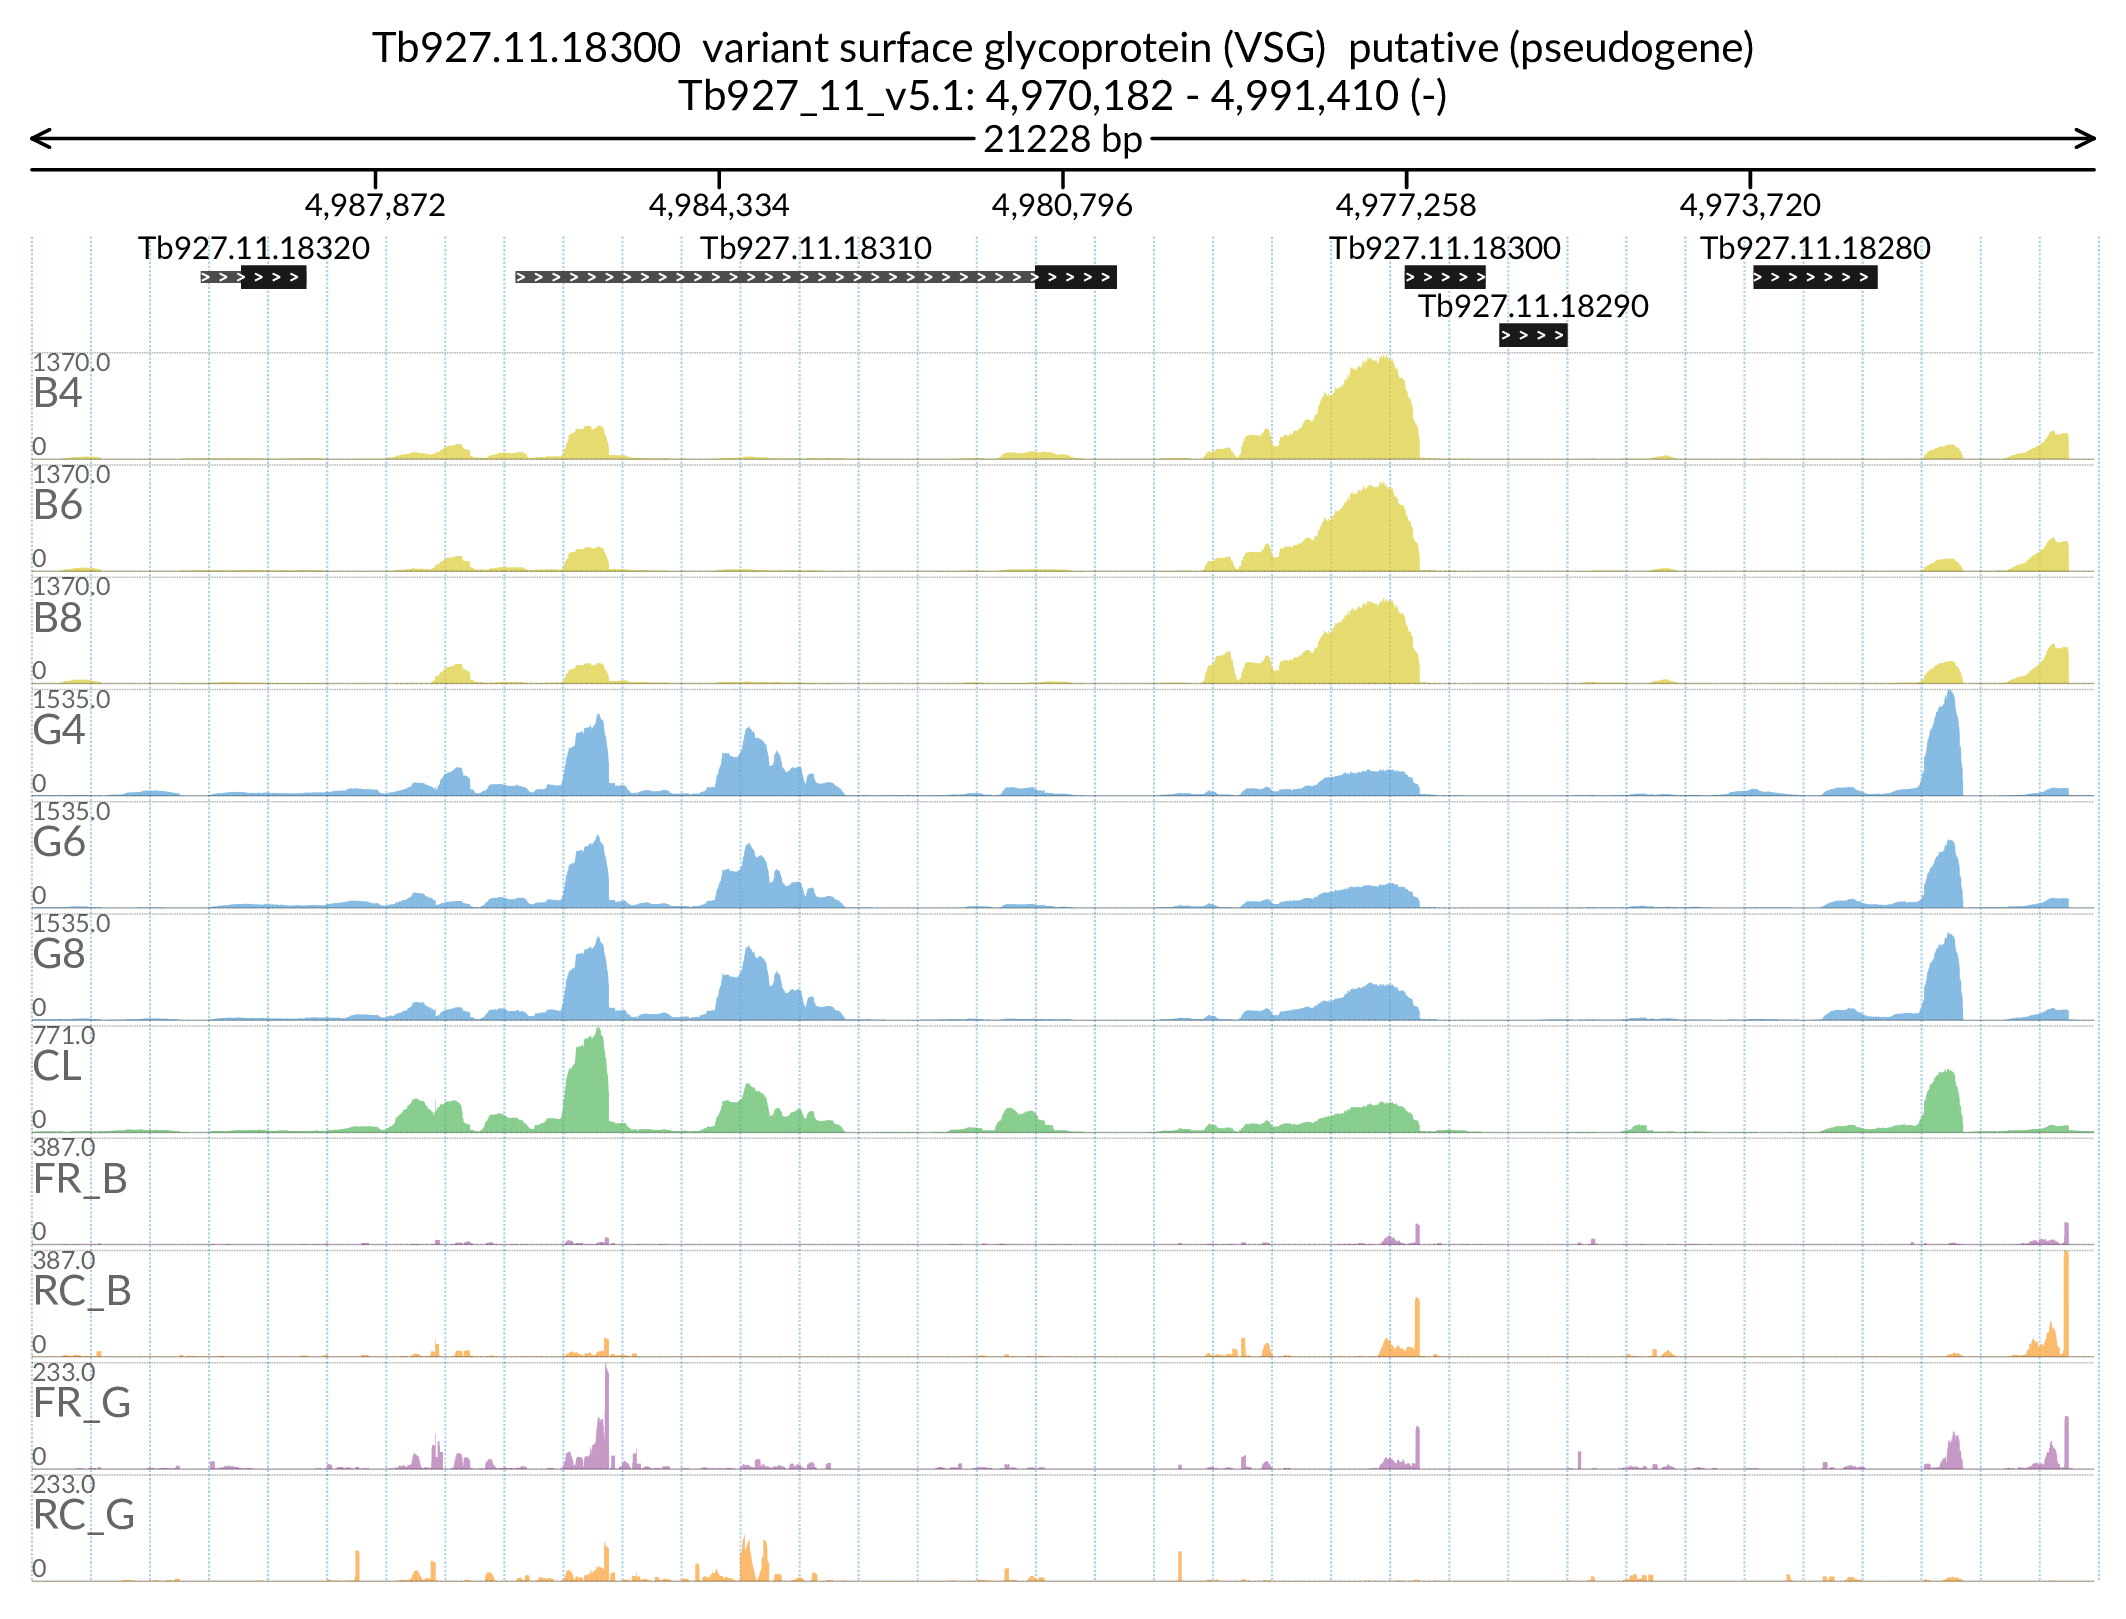 Tb927.11.18300  variant surface glycoprotein (VSG)  putative (pseudogene)
Tb927_11_v5.1: 4,970,182 - 4,991,410 (-)
21228 bp
4,987,872 4,984,334 4,980,796 4,977,258 4,973,720
Tb927.11.18320 Tb927.11.18310 Tb927.11.18300 Tb927.11.18280
Tb927.11.18290
1370.0
B4
0
1370.0
B6
0
1370.0
B8
0
1535.0
G4
0
1535.0
G6
0
1535.0
G8
0
771.0
CL
0
387.0
FR_B
0
387.0
RC_B
0
233.0
FR_G
0
233.0
RC_G
0